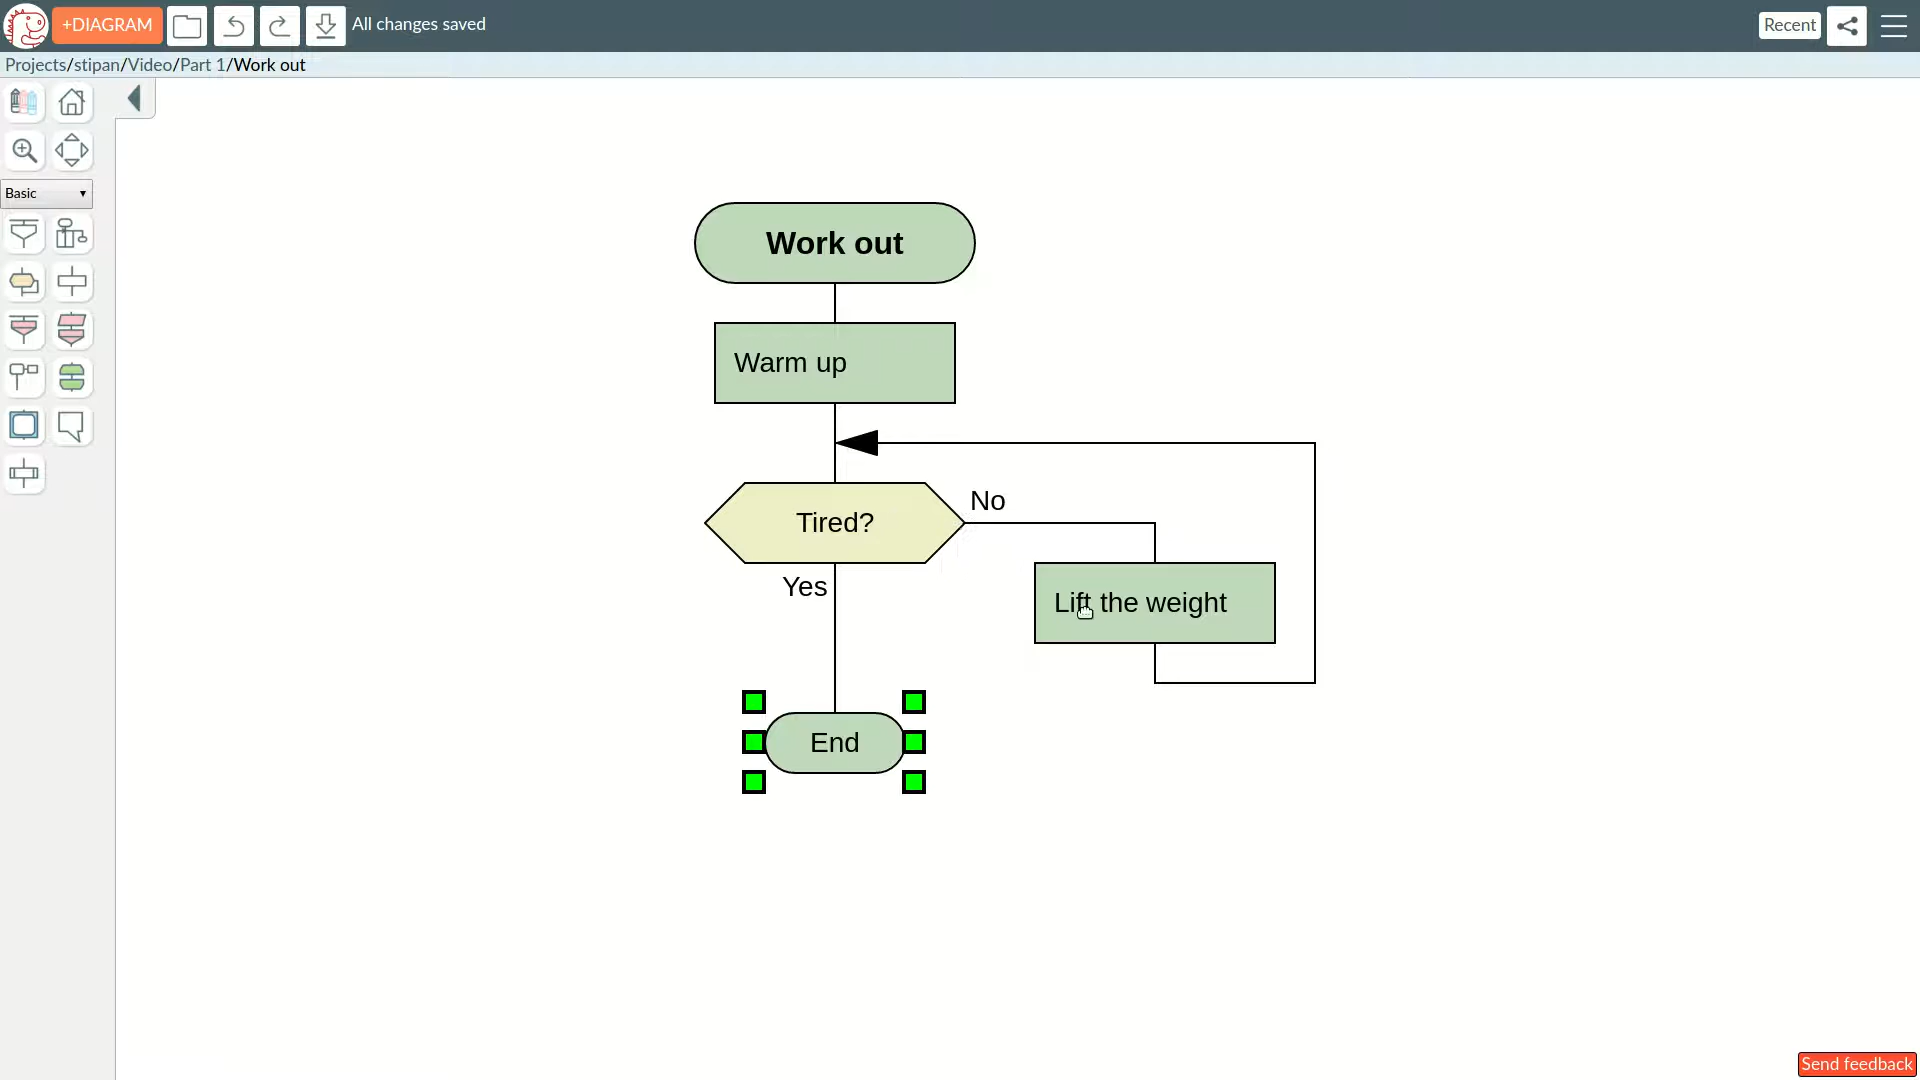 +DIAGRAM
All changes saved
Recent
Projects/stipan/Video/Part 1/Work out
Basic
Work out
Warm up
No
Tired?
Yes
Lift the weight
End
Send feedback